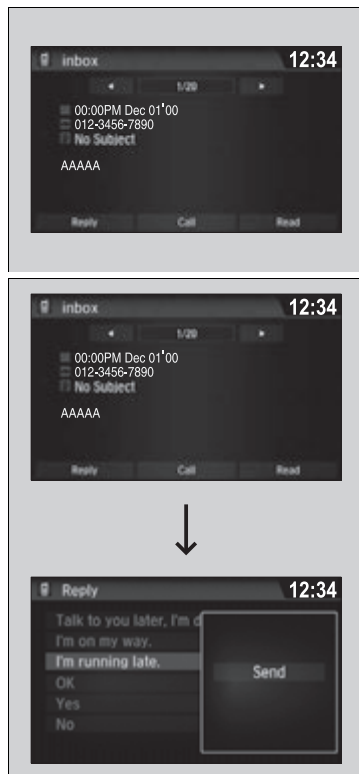 inbox 12:34
1/20
00:00PM Dec 01'00
012-3456-7890
No Subject
AAAAA
Reply Call Read
inbox 12:34
1/20
00:00PM Dec 01'00
012-3456-7890
No Subject
AAAAA
Reply Call Read
Reply 12:34
Talk to you later, I'm d
I'm on my way.
I'm running late.
Send
OK
Yes
No